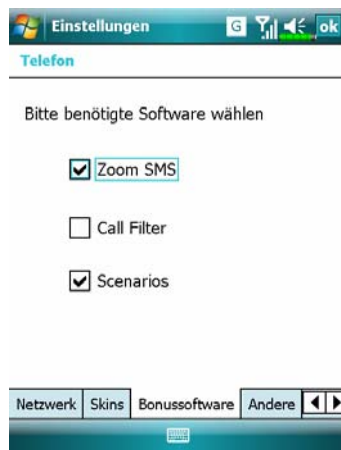 Einstellungen G ok
Telefon
Bitte benötigte Software wählen
Zoom SMS
Call Filter
Scenarios
Netzwerk Skins Bonussoftware Andere